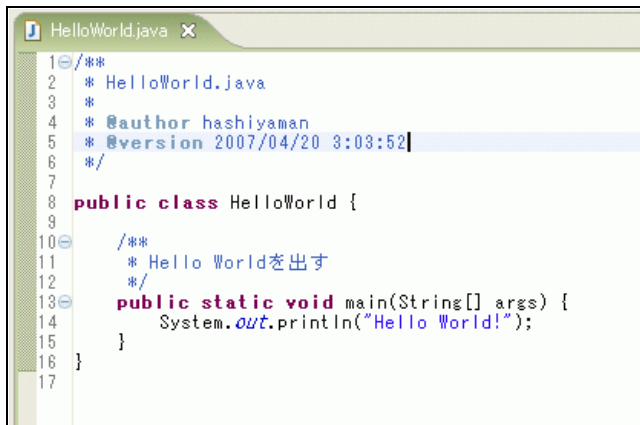 HelloWorld.java
1 /**
2  * HelloWorld.java
3  *
4  * @author hashiyaman
5  * @version 2007/04/20 3:03:52
6  */
7
8 public class HelloWorld {
9
10     /**
11      * Hello Worldを出す
12      */
13     public static void main(String[] args) {
14         System.out.println("Hello World!");
15     }
16 }
17